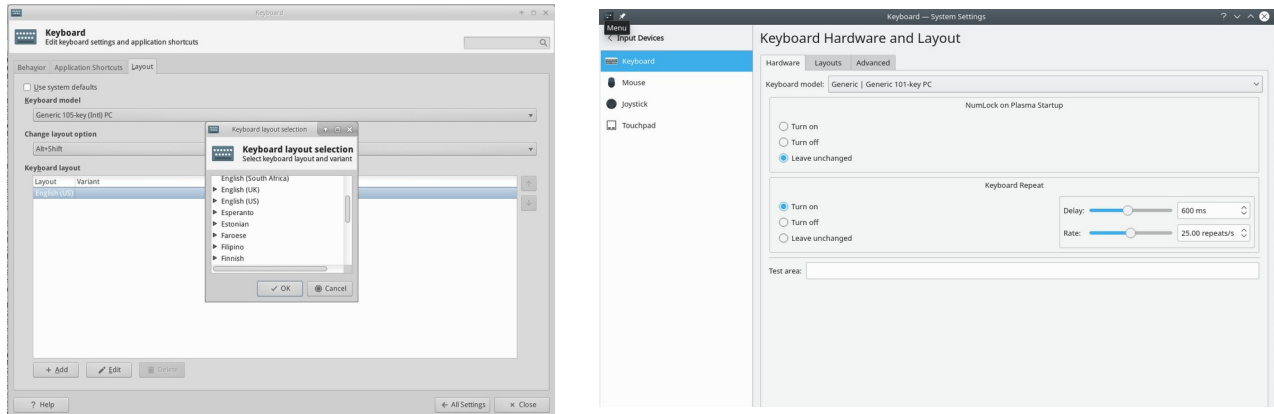 Keyboard
Keyboard
Edit keyboard settings and application shortcuts
Behavior Application Shortcuts Layout
Use system defaults
Keyboard model
Generic 105-key (Intl) PC
Change layout option
Alt+Shift
Keyboard layout
Layout Variant
English (US)
+ Add
Edit
Delete
? Help
All Settings
Close
Keyboard layout selection
Keyboard layout selection
Select keyboard layout and variant
English (South Africa)
English (UK)
English (US)
Esperanto
Estonian
Faroese
Filipino
Finnish
OK
Cancel
Keyboard — System Settings
Menu
Input Devices
Keyboard
Mouse
Joystick
Touchpad
Keyboard Hardware and Layout
Hardware Layouts Advanced
Keyboard model: Generic | Generic 101-key PC
NumLock on Plasma Startup
Turn on
Turn off
Leave unchanged
Keyboard Repeat
Turn on
Turn off
Leave unchanged
Delay: 600 ms
Rate: 25.00 repeats/s
Test area: